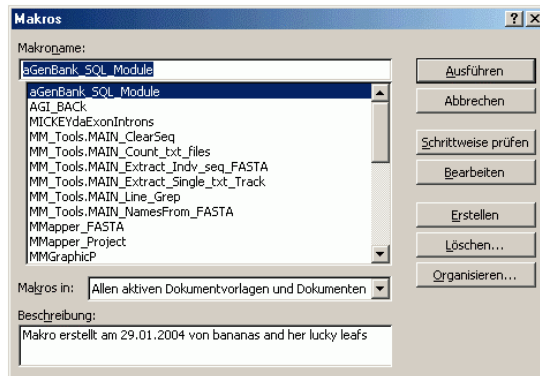 Makros
Makroname:
aGenBank_SQL_Module
aGenBank_SQL_Module
AGI_BACk
MICKEYdaExonIntrons
MM_Tools.MAIN_ClearSeq
MM_Tools.MAIN_Count_txt_files
MM_Tools.MAIN_Extract_Indv_seq_FASTA
MM_Tools.MAIN_Extract_Single_txt_Track
MM_Tools.MAIN_Line_Grep
MM_Tools.MAIN_NamesFrom_FASTA
MMapper_FASTA
MMapper_Project
MMGraphicP
Makros in: Allen aktiven Dokumentvorlagen und Dokumenten
Beschreibung:
Makro erstellt am 29.01.2004 von bananas and her lucky leafs
Ausführen
Abbrechen
Schrittweise prüfen
Bearbeiten
Erstellen
Löschen...
Organisieren...